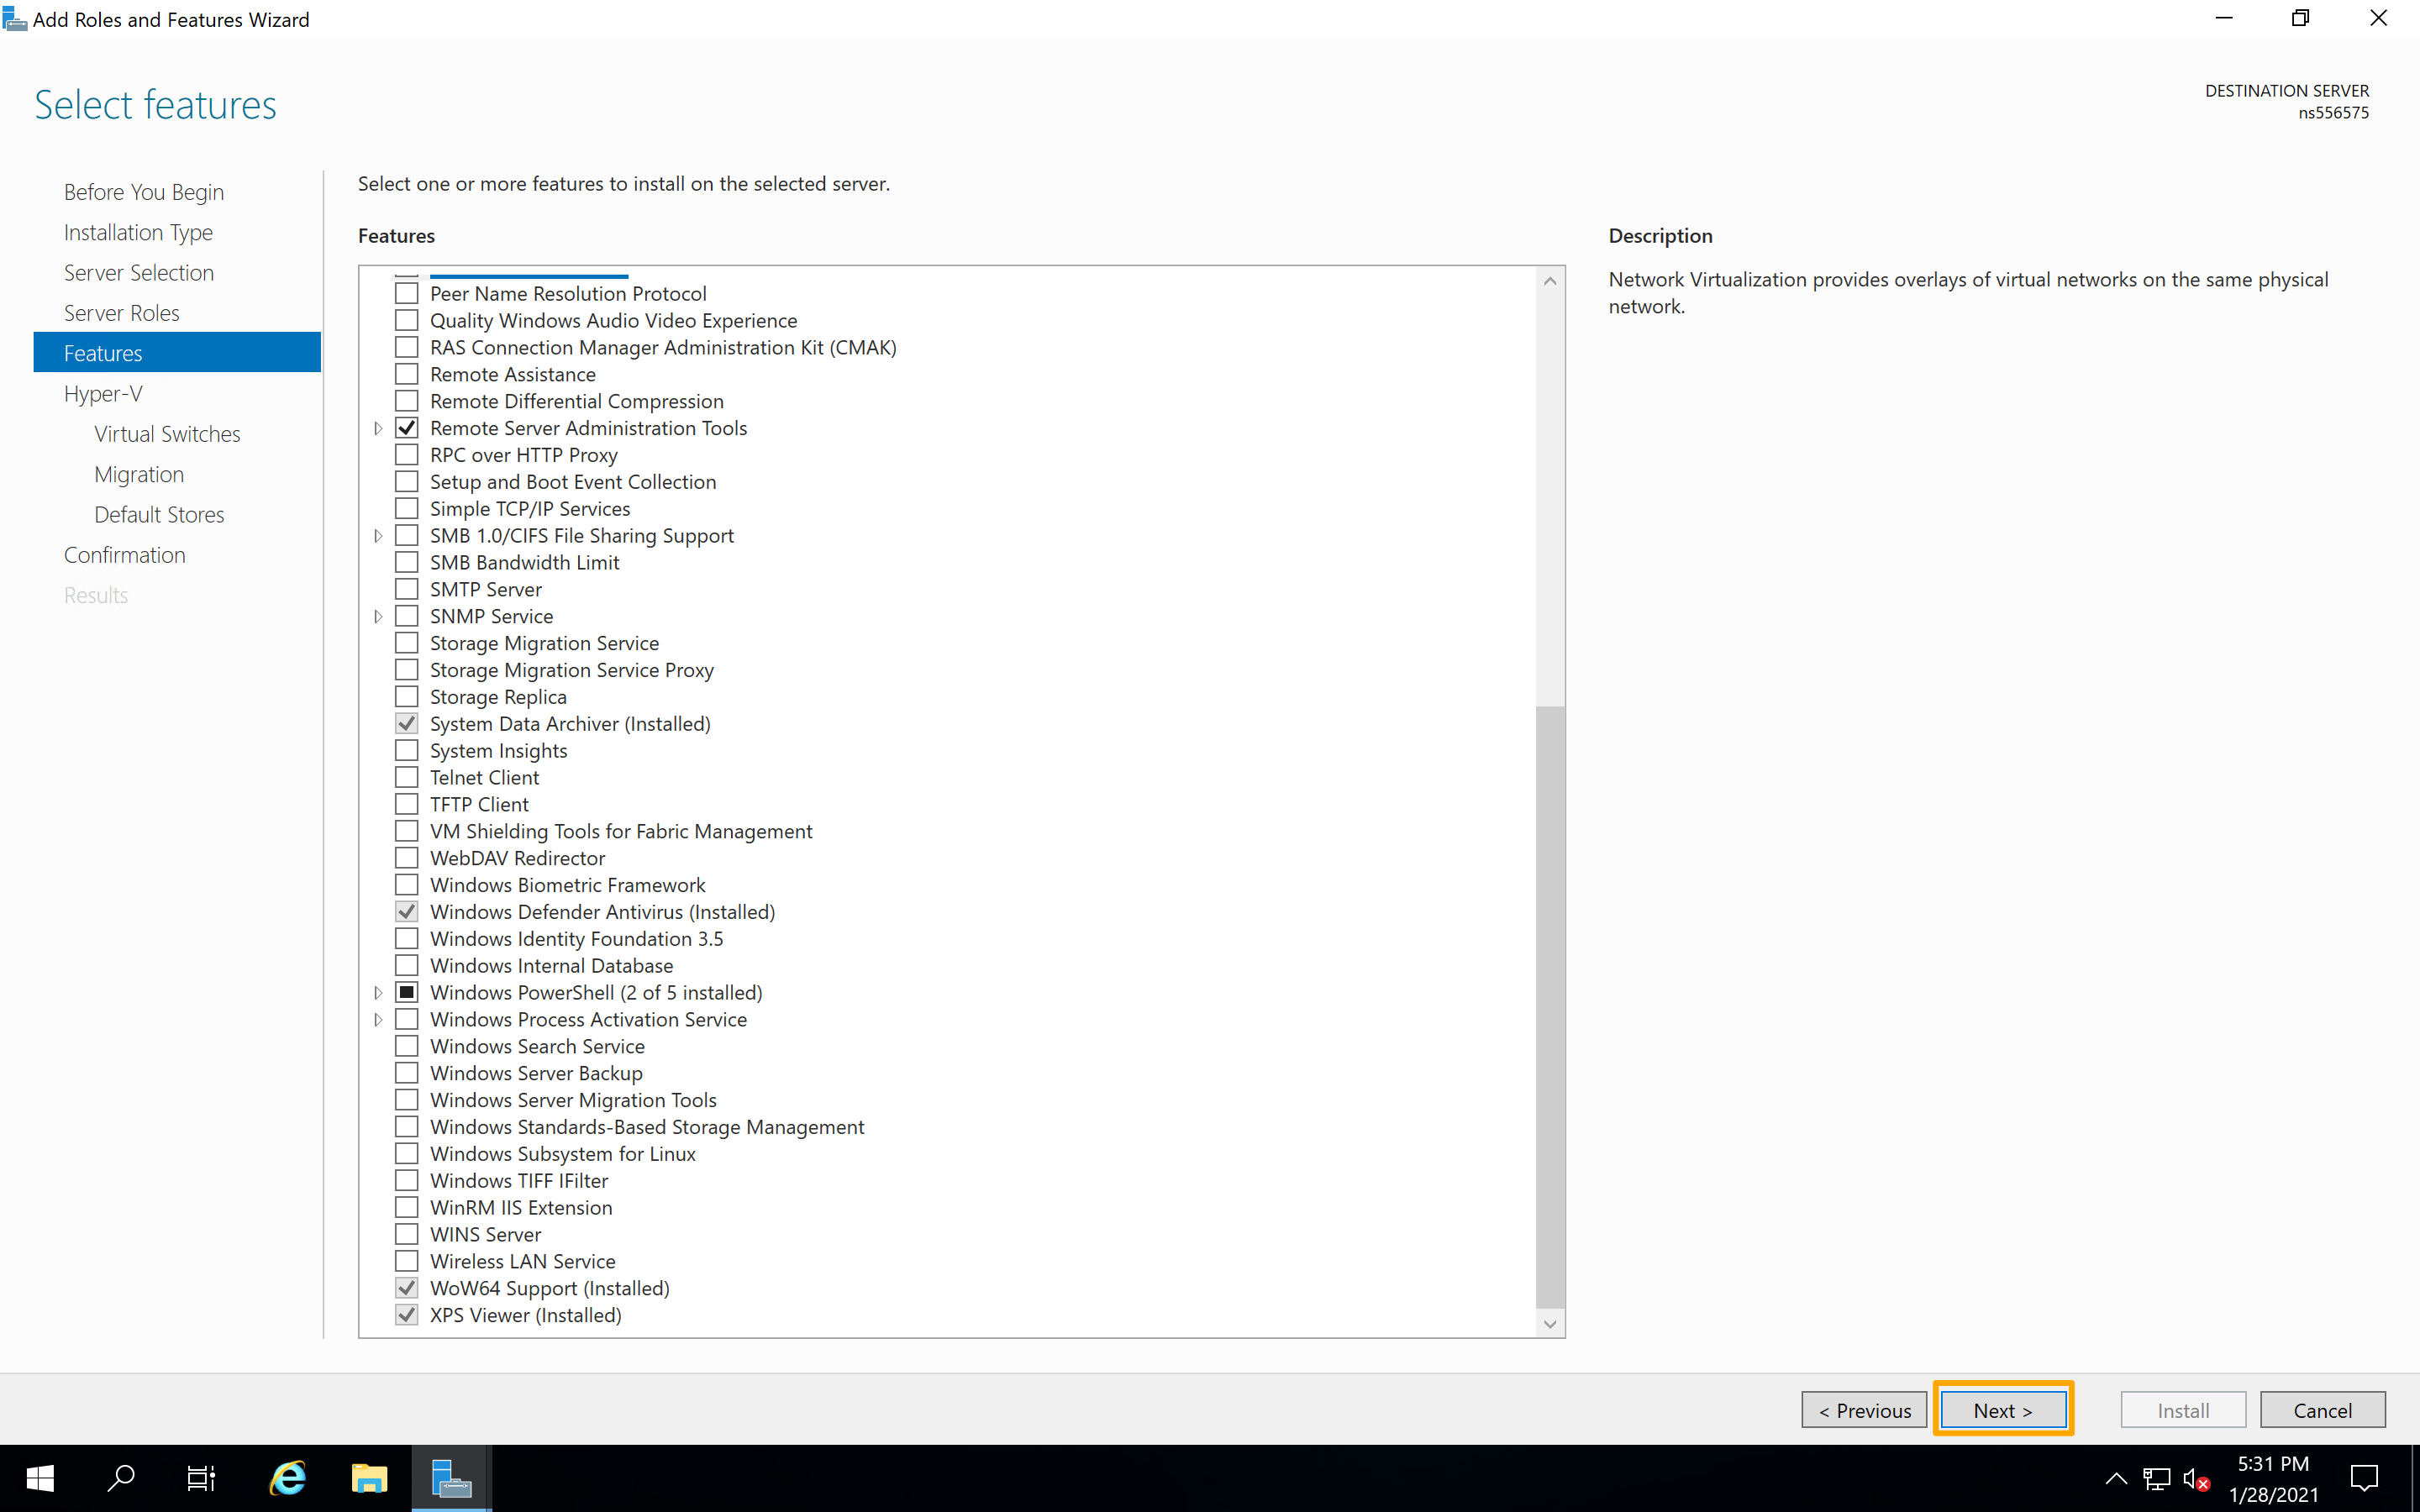 Add Roles and Features Wizard
Select features
DESTINATION SERVER
ns556575
Before You Begin
Installation Type
Server Selection
Server Roles
Features
Hyper-V
Virtual Switches
Migration
Default Stores
Confirmation
Results
Select one or more features to install on the selected server.
Features
Peer Name Resolution Protocol
Quality Windows Audio Video Experience
RAS Connection Manager Administration Kit (CMAK)
Remote Assistance
Remote Differential Compression
Remote Server Administration Tools
RPC over HTTP Proxy
Setup and Boot Event Collection
Simple TCP/IP Services
SMB 1.0/CIFS File Sharing Support
SMB Bandwidth Limit
SMTP Server
SNMP Service
Storage Migration Service
Storage Migration Service Proxy
Storage Replica
System Data Archiver (Installed)
System Insights
Telnet Client
TFTP Client
VM Shielding Tools for Fabric Management
WebDAV Redirector
Windows Biometric Framework
Windows Defender Antivirus (Installed)
Windows Identity Foundation 3.5
Windows Internal Database
Windows PowerShell (2 of 5 installed)
Windows Process Activation Service
Windows Search Service
Windows Server Backup
Windows Server Migration Tools
Windows Standards-Based Storage Management
Windows Subsystem for Linux
Windows TIFF IFilter
WinRM IIS Extension
WINS Server
Wireless LAN Service
WoW64 Support (Installed)
XPS Viewer (Installed)
Description
Network Virtualization provides overlays of virtual networks on the same physical
network.
< Previous
Next >
Install
Cancel
5:31 PM
1/28/2021